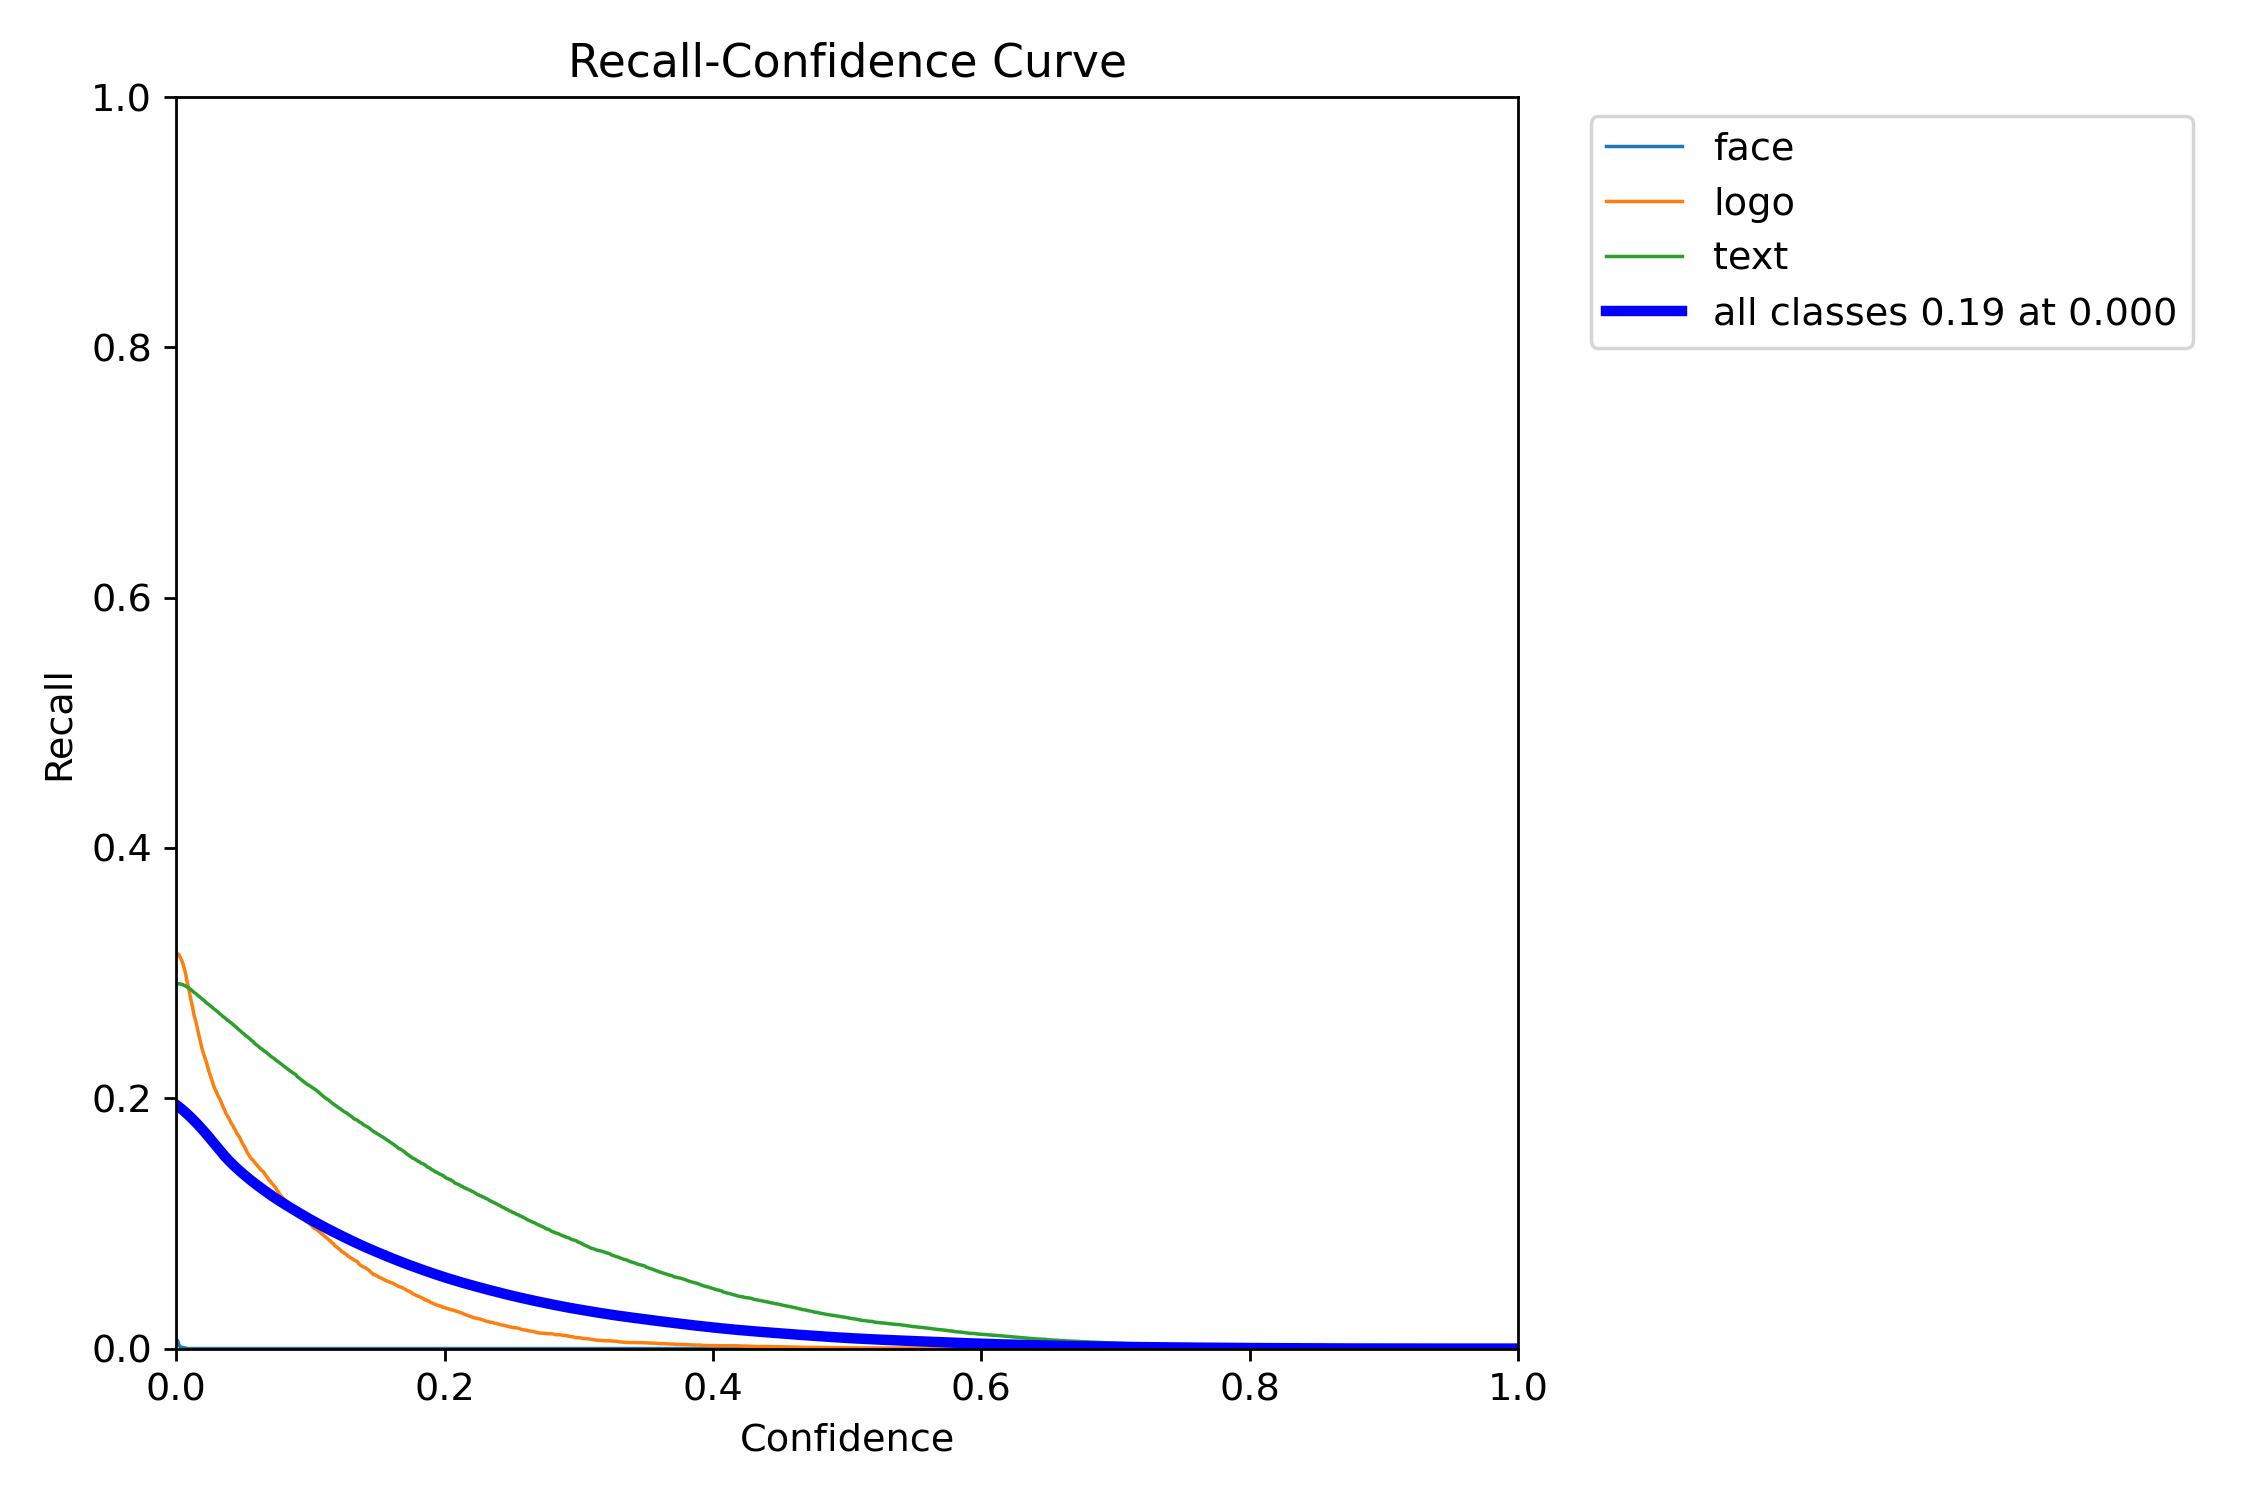 Recall-Confidence Curve
1.0
0.8
0.6
0.4
0.2
0.0
Recall
0.0 0.2 0.4 0.6 0.8 1.0
Confidence
face
logo
text
all classes 0.19 at 0.000